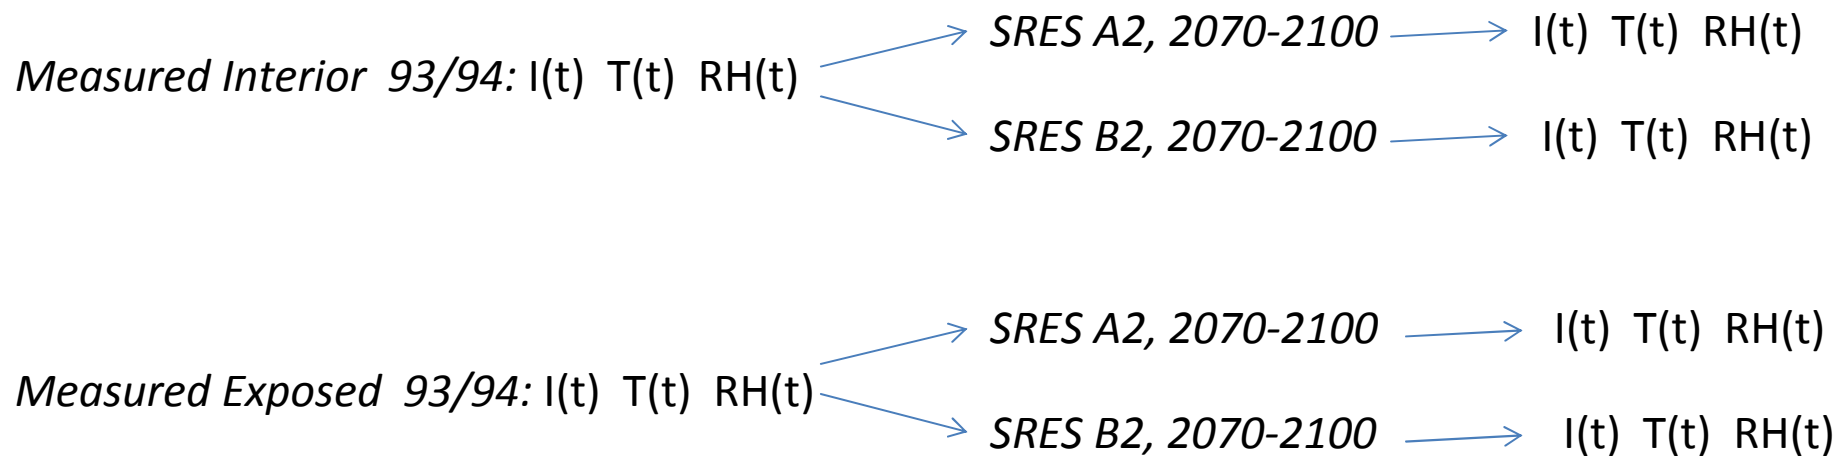 SRES A2, 2070-2100 I(t) T(t) RH(t)
Measured Interior 93/94: I(t) T(t) RH(t)
SRES B2, 2070-2100 I(t) T(t) RH(t)
SRES A2, 2070-2100 I(t) T(t) RH(t)
Measured Exposed 93/94: I(t) T(t) RH(t)
SRES B2, 2070-2100 I(t) T(t) RH(t)